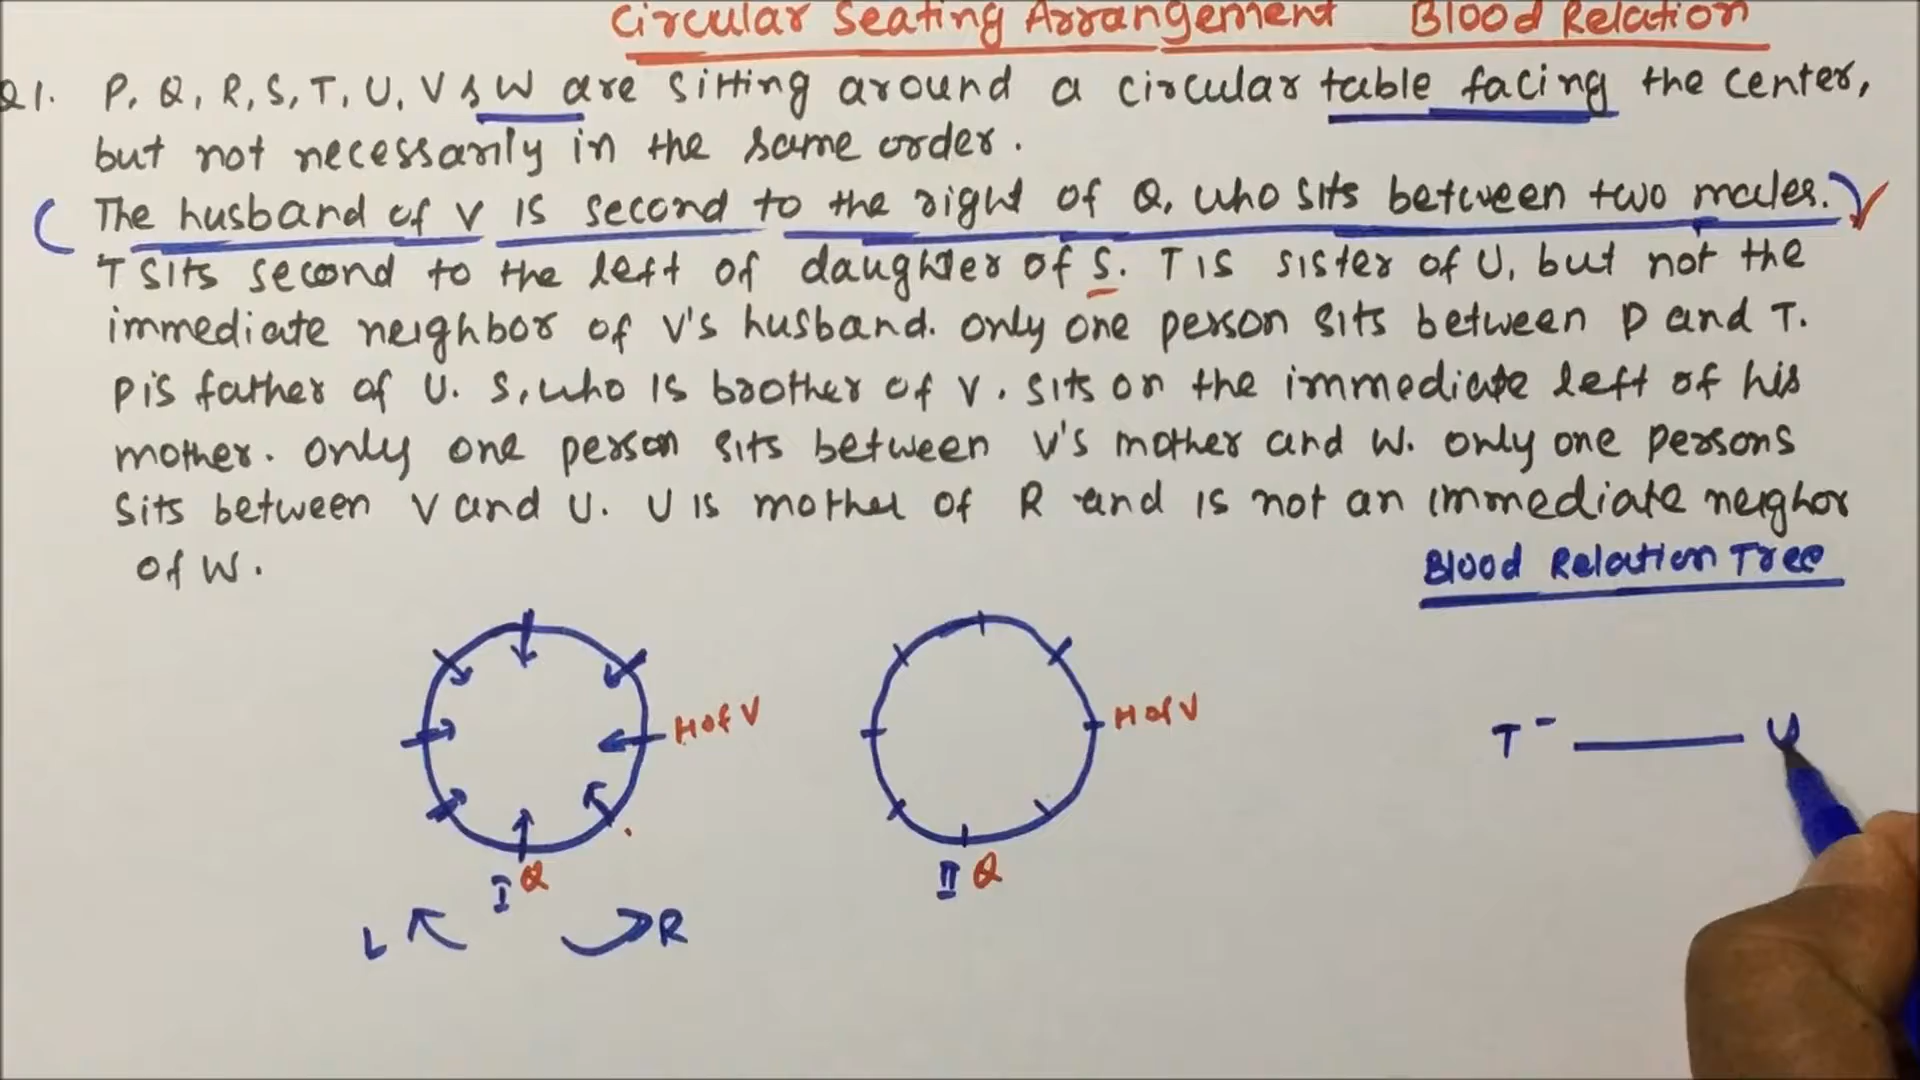 Circular Seating Arrangement Blood Relation
Q1. P, Q, R, S, T, U, V & W are sitting around a circular table facing the center,
but not necessarily in the same order.
The husband of V is second to the right of Q, who sits between two males.
T sits second to the left of daughter of S. T is sister of U, but not the
immediate neighbor of V's husband. only one person sits between P and T.
P is father of U. S, who is brother of V, sits on the immediate left of his
mother. only one person sits between V's mother and W. only one persons
sits between V and U. U is mother of R and is not an immediate neighor
of W.
Blood Relation Tree
H of V
H of V
T - U
I Q
II Q
L R